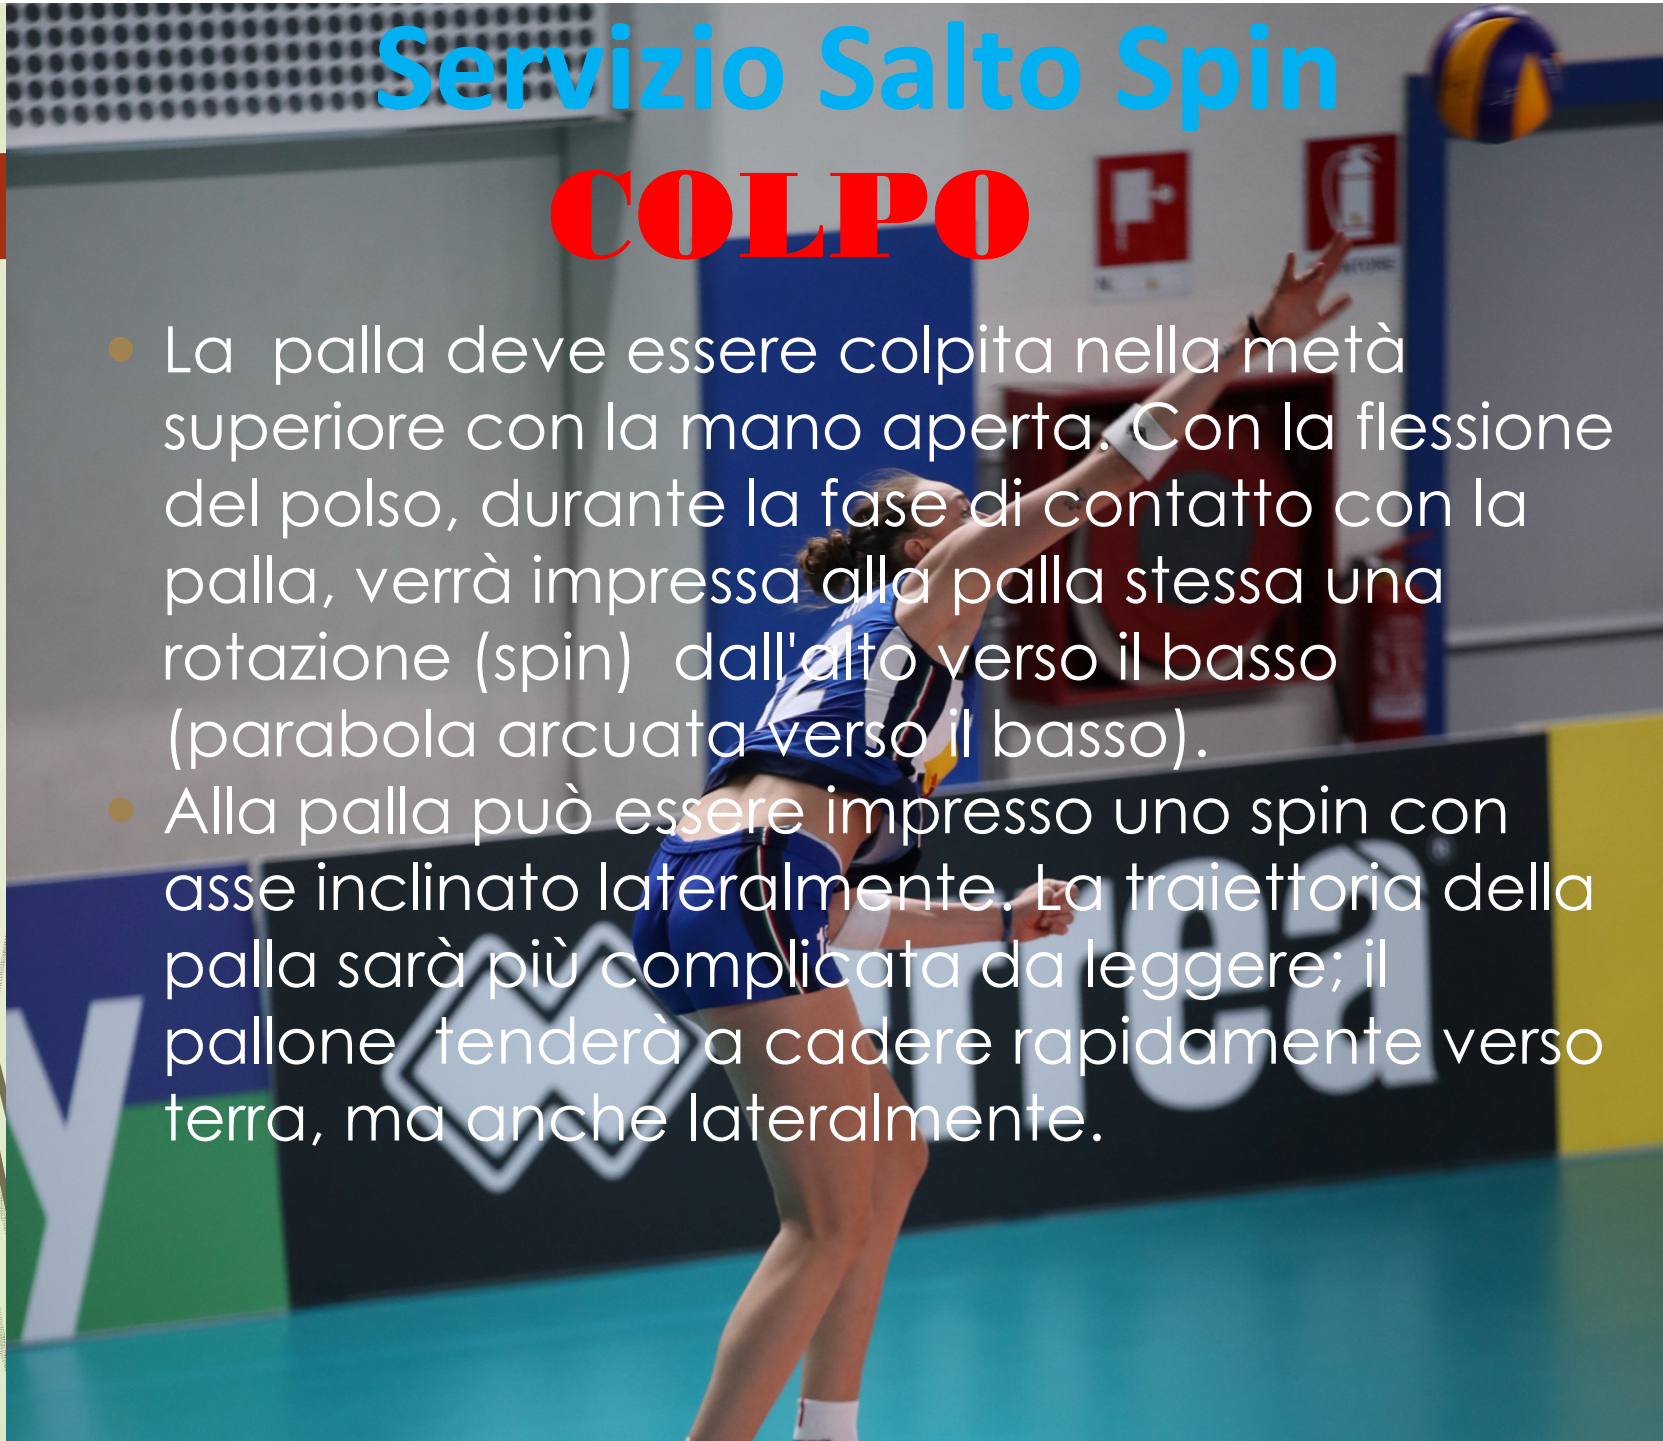 Servizio Salto Spin
COLPO
La palla deve essere colpita nella metà
superiore con la mano aperta. Con la flessione
del polso, durante la fase di contatto con la
palla, verrà impressa alla palla stessa una
rotazione (spin) dall'alto verso il basso
(parabola arcuata verso il basso).
Alla palla può essere impresso uno spin con
asse inclinato lateralmente. La traiettoria della
palla sarà più complicata da leggere; il
pallone tenderà a cadere rapidamente verso
terra, ma anche lateralmente.
y
rreà